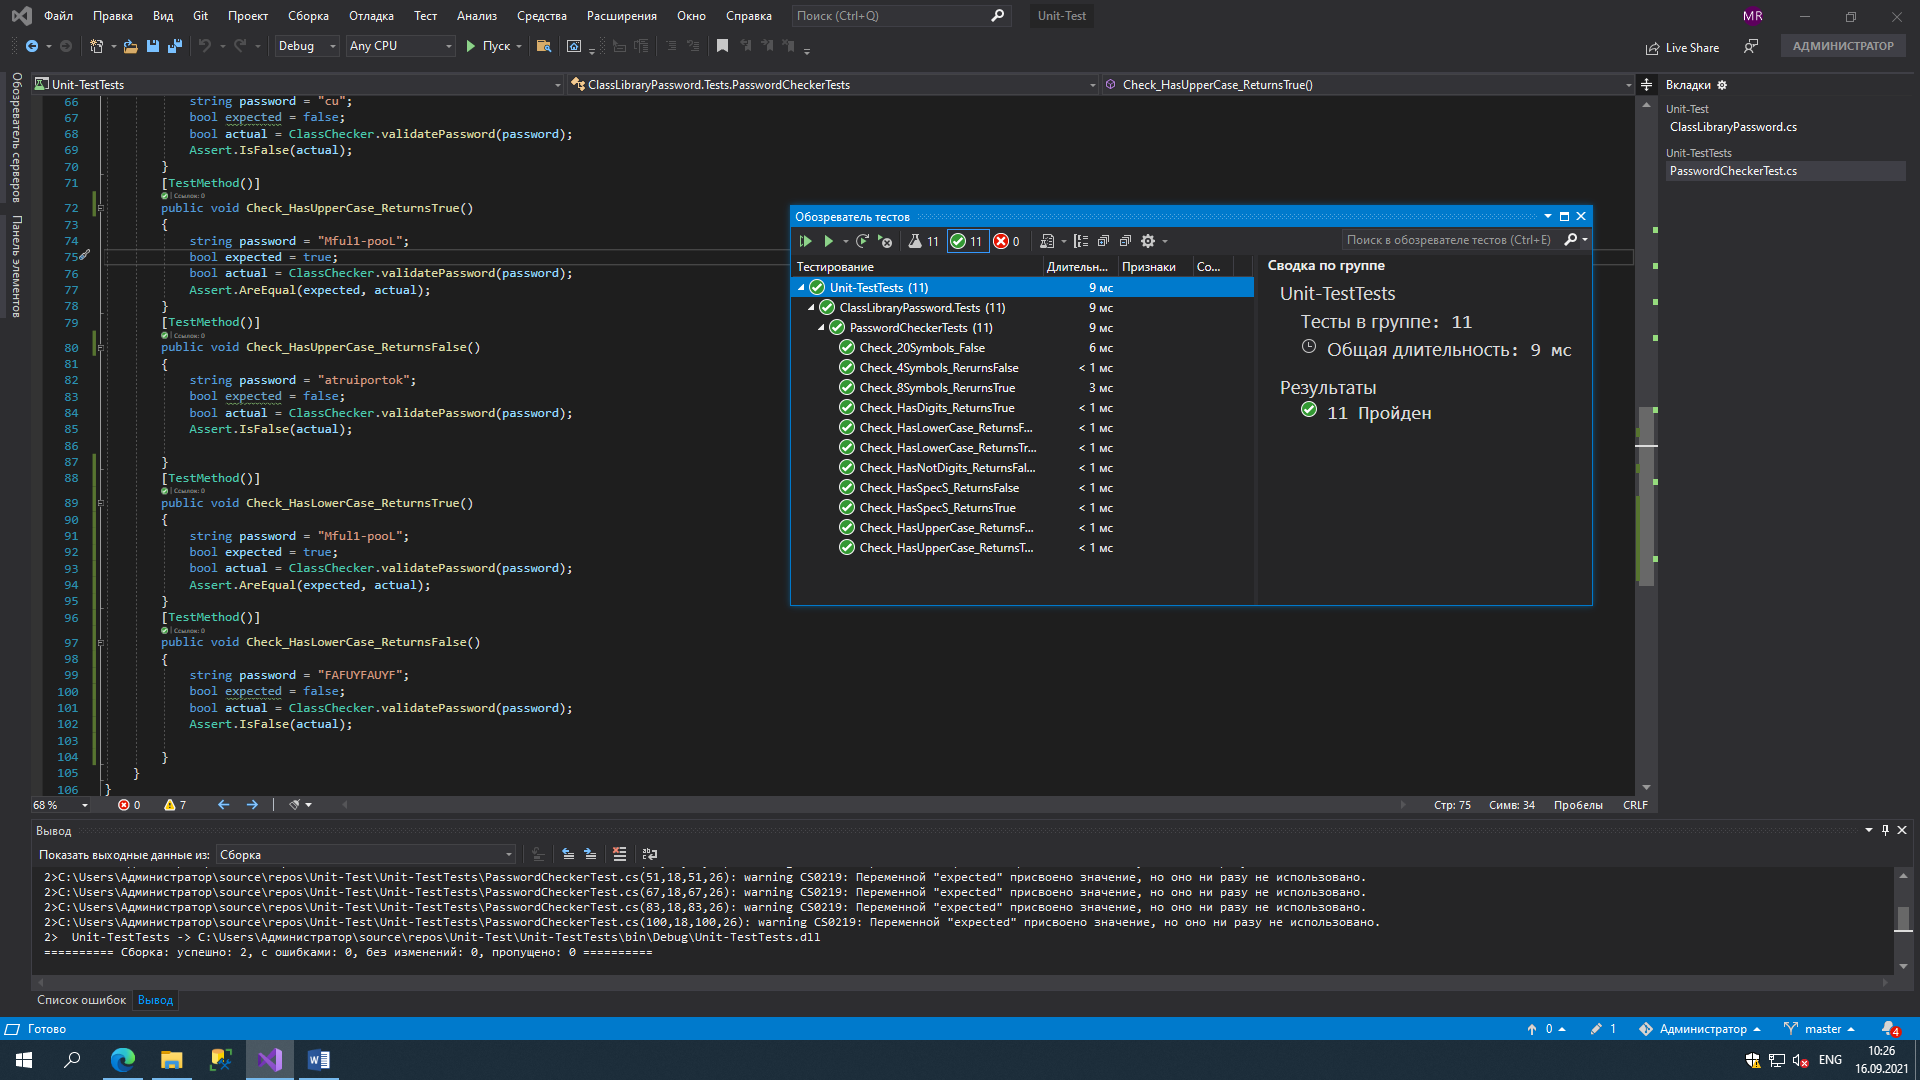 Файл Правка Вид Git Проект Сборка Отладка Тест Анализ Средства Расширения Окно Справка Поиск (Ctrl+Q) Unit-Test MR
Debug Any CPU Пуск Live Share АДМИНИСТРАТОР
Обозреватель серверов
Панель элементов
Unit-TestTests ClassLibraryPassword.Tests.PasswordCheckerTests Check_HasUpperCase_ReturnsTrue()
66 string password = "cu";
67 bool expected = false;
68 bool actual = ClassChecker.validatePassword(password);
69 Assert.IsFalse(actual);
70 }
71 [TestMethod()]
Ссылок: 0
72 public void Check_HasUpperCase_ReturnsTrue()
73 {
74 string password = "Mful1-pooL";
75 bool expected = true;
76 bool actual = ClassChecker.validatePassword(password);
77 Assert.AreEqual(expected, actual);
78 }
79 [TestMethod()]
Ссылок: 0
80 public void Check_HasUpperCase_ReturnsFalse()
81 {
82 string password = "atruiportok";
83 bool expected = false;
84 bool actual = ClassChecker.validatePassword(password);
85 Assert.IsFalse(actual);
86
87 }
88 [TestMethod()]
Ссылок: 0
89 public void Check_HasLowerCase_ReturnsTrue()
90 {
91 string password = "Mful1-pooL";
92 bool expected = true;
93 bool actual = ClassChecker.validatePassword(password);
94 Assert.AreEqual(expected, actual);
95 }
96 [TestMethod()]
Ссылок: 0
97 public void Check_HasLowerCase_ReturnsFalse()
98 {
99 string password = "FAFUYFAUYF";
100 bool expected = false;
101 bool actual = ClassChecker.validatePassword(password);
102 Assert.IsFalse(actual);
103
104 }
105 }
106 }
Обозреватель тестов
11 11 0 Поиск в обозревателе тестов (Ctrl+E)
Тестирование Длительн... Признаки Со...
Unit-TestTests (11) 9 мс
ClassLibraryPassword.Tests (11) 9 мс
PasswordCheckerTests (11) 9 мс
Check_20Symbols_False 6 мс
Check_4Symbols_RerurnsFalse < 1 мс
Check_8Symbols_RerurnsTrue 3 мс
Check_HasDigits_ReturnsTrue < 1 мс
Check_HasLowerCase_ReturnsF... < 1 мс
Check_HasLowerCase_ReturnsTr... < 1 мс
Check_HasNotDigits_ReturnsFal... < 1 мс
Check_HasSpecS_ReturnsFalse < 1 мс
Check_HasSpecS_ReturnsTrue < 1 мс
Check_HasUpperCase_ReturnsF... < 1 мс
Check_HasUpperCase_ReturnsT... < 1 мс
Сводка по группе
Unit-TestTests
Тесты в группе: 11
Общая длительность: 9 мс
Результаты
11 Пройден
Вкладки
Unit-Test
ClassLibraryPassword.cs
Unit-TestTests
PasswordCheckerTest.cs
68 % 0 7 Стр: 75 Симв: 34 Пробелы CRLF
Вывод
Показать выходные данные из: Сборка
2>C:\Users\Администратор\source\repos\Unit-Test\Unit-TestTests\PasswordCheckerTest.cs(51,18,51,26): warning CS0219: Переменной "expected" присвоено значение, но оно ни разу не использовано.
2>C:\Users\Администратор\source\repos\Unit-Test\Unit-TestTests\PasswordCheckerTest.cs(67,18,67,26): warning CS0219: Переменной "expected" присвоено значение, но оно ни разу не использовано.
2>C:\Users\Администратор\source\repos\Unit-Test\Unit-TestTests\PasswordCheckerTest.cs(83,18,83,26): warning CS0219: Переменной "expected" присвоено значение, но оно ни разу не использовано.
2>C:\Users\Администратор\source\repos\Unit-Test\Unit-TestTests\PasswordCheckerTest.cs(100,18,100,26): warning CS0219: Переменной "expected" присвоено значение, но оно ни разу не использовано.
2> Unit-TestTests -> C:\Users\Администратор\source\repos\Unit-Test\Unit-TestTests\bin\Debug\Unit-TestTests.dll
========== Сборка: успешно: 2, с ошибками: 0, без изменений: 0, пропущено: 0 ==========
Список ошибок Вывод
Готово 0 1 Администратор master 4
ENG 10:26
16.09.2021